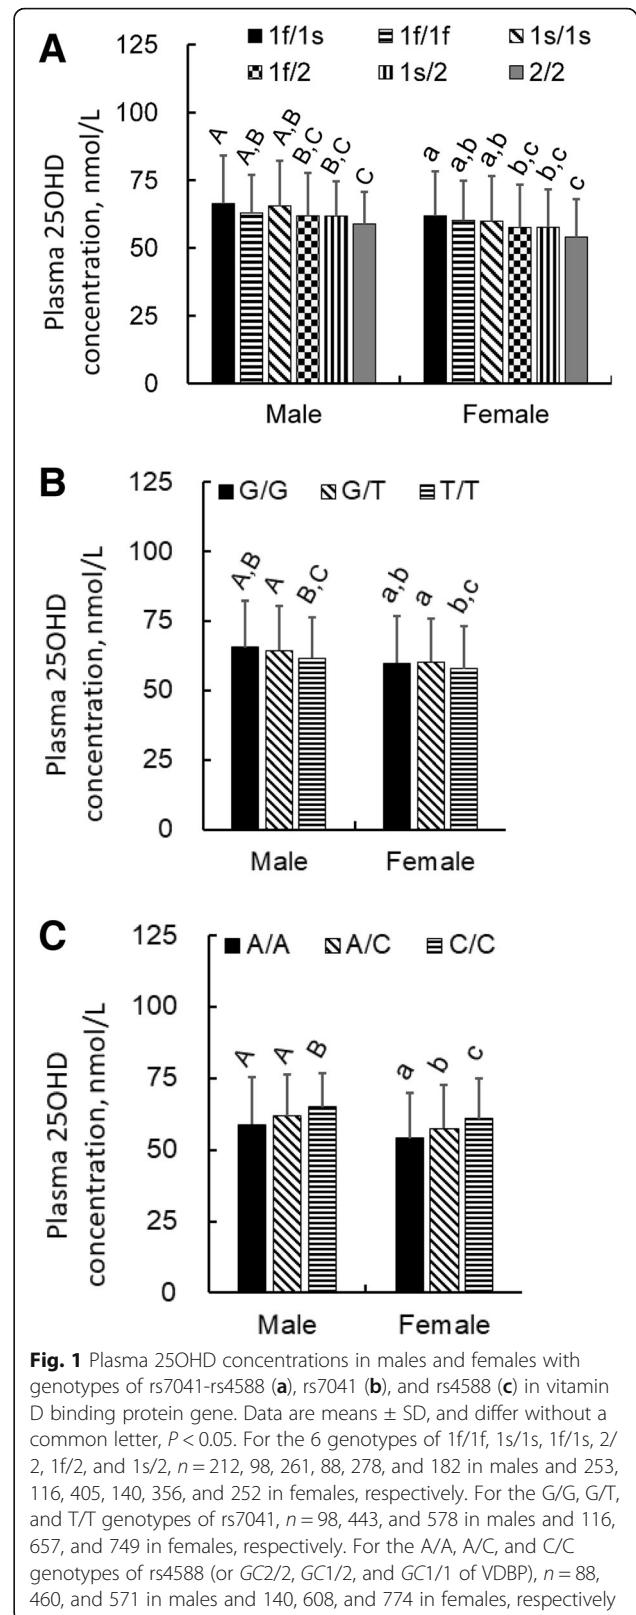 A
1f/1s 1f/1f 1s/1s
1f/2 1s/2 2/2
Plasma 25OHD
concentration, nmol/L
125
100
75
50
25
0
A A,B A,B B,C B,C C
a a,b a,b b,c b,c c
Male Female
B
G/G G/T T/T
Plasma 25OHD
concentration, nmol/L
125
100
75
50
25
0
A,B A B,C
a,b a b,c
Male Female
C
A/A A/C C/C
Plasma 25OHD
concentration, nmol/L
125
100
75
50
25
0
A A B
a b c
Male Female
Fig. 1 Plasma 25OHD concentrations in males and females with
genotypes of rs7041-rs4588 (a), rs7041 (b), and rs4588 (c) in vitamin
D binding protein gene. Data are means ± SD, and differ without a
common letter, P < 0.05. For the 6 genotypes of 1f/1f, 1s/1s, 1f/1s, 2/
2, 1f/2, and 1s/2, n = 212, 98, 261, 88, 278, and 182 in males and 253,
116, 405, 140, 356, and 252 in females, respectively. For the G/G, G/T,
and T/T genotypes of rs7041, n = 98, 443, and 578 in males and 116,
657, and 749 in females, respectively. For the A/A, A/C, and C/C
genotypes of rs4588 (or GC2/2, GC1/2, and GC1/1 of VDBP), n = 88,
460, and 571 in males and 140, 608, and 774 in females, respectively